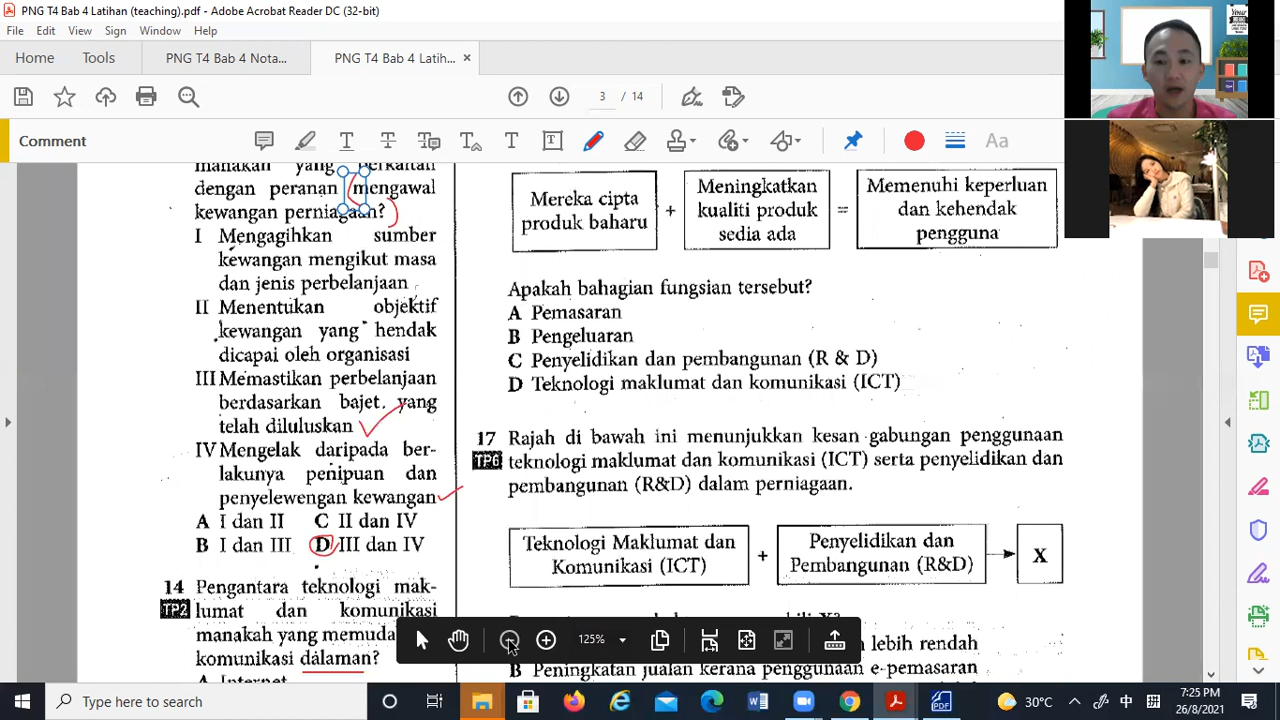 PNG T4 Bab 4 Latihan (teaching).pdf - Adobe Acrobat Reader DC (32-bit)
File Edit View Sign Window Help
Home Tools PNG T4 Bab 4 Nota... PNG T4 Bab 4 Latih... ×
3 / 14
Comment
manakah yang berkaitan
dengan peranan mengawal
kewangan perniagaan?
I Mengagihkan sumber
kewangan mengikut masa
dan jenis perbelanjaan
II Menentukan objektif
kewangan yang hendak
dicapai oleh organisasi
III Memastikan perbelanjaan
berdasarkan bajet yang
telah diluluskan
IV Mengelak daripada ber-
lakunya penipuan dan
penyelewengan kewangan
A I dan II C II dan IV
B I dan III D III dan IV
14 Pengantara teknologi mak-
TP2 lumat dan komunikasi
manakah yang memuda
komunikasi dalaman?
A Internet
Mereka cipta
produk baharu
+
Meningkatkan
kualiti produk
sedia ada
=
Memenuhi keperluan
dan kehendak
pengguna
Apakah bahagian fungsian tersebut?
A Pemasaran
B Pengeluaran
C Penyelidikan dan pembangunan (R & D)
D Teknologi maklumat dan komunikasi (ICT)
17 Rajah di bawah ini menunjukkan kesan gabungan penggunaan
TP6 teknologi maklumat dan komunikasi (ICT) serta penyelidikan dan
pembangunan (R&D) dalam perniagaan.
Teknologi Maklumat dan
Komunikasi (ICT)
+
Penyelidikan dan
Pembangunan (R&D)
X
lebih rendah
B Peningkatan jualan kerana penggunaan e-pemasaran
125%
Type here to search
30°C
中
拼
7:25 PM
26/8/2021